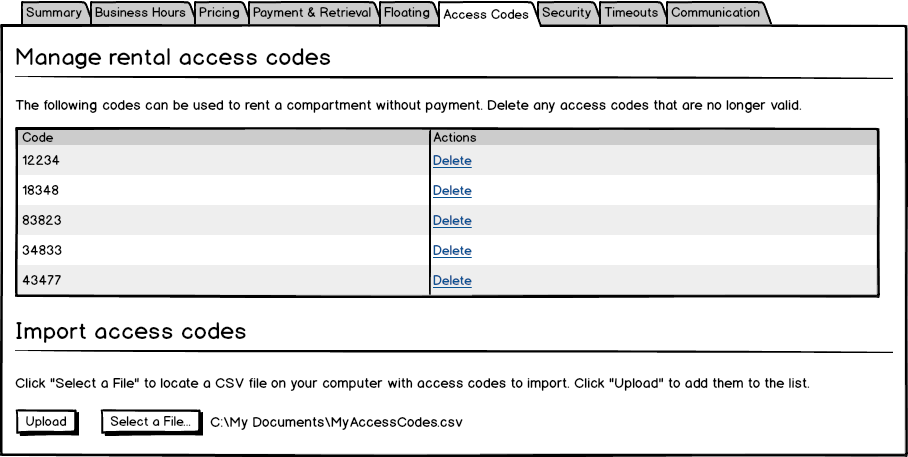 Summary Business Hours Pricing Payment & Retrieval Floating Access Codes Security Timeouts Communication
Manage rental access codes
The following codes can be used to rent a compartment without payment. Delete any access codes that are no longer valid.
Code Actions
12234 Delete
18348 Delete
83823 Delete
34833 Delete
43477 Delete
Import access codes
Click "Select a File" to locate a CSV file on your computer with access codes to import. Click "Upload" to add them to the list.
Upload Select a File... C:\My Documents\MyAccessCodes.csv